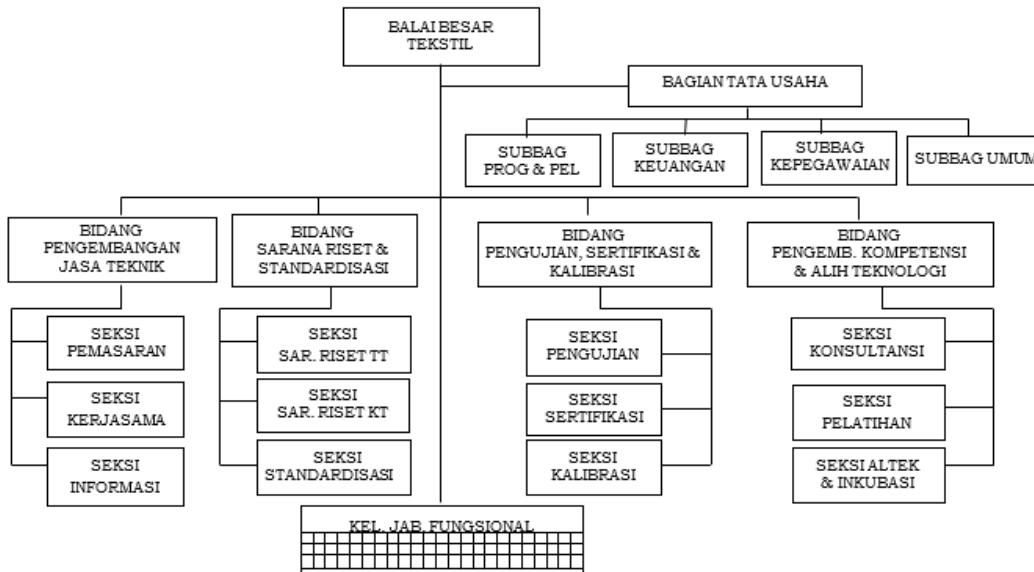 BALAI BESAR
TEKSTIL
BAGIAN TATA USAHA
SUBBAG
PROG & PEL
SUBBAG
KEUANGAN
SUBBAG
KEPEGAWAIAN
SUBBAG UMUM
BIDANG
PENGEMBANGAN
JASA TEKNIK
BIDANG
SARANA RISET &
STANDARDISASI
BIDANG
PENGUJIAN, SERTIFIKASI &
KALIBRASI
BIDANG
PENGEMB. KOMPETENSI
& ALIH TEKNOLOGI
SEKSI
PEMASARAN
SEKSI
KERJASAMA
SEKSI
INFORMASI
SEKSI
SAR. RISET TT
SEKSI
SAR. RISET KT
SEKSI
STANDARDISASI
SEKSI
PENGUJIAN
SEKSI
SERTIFIKASI
SEKSI
KALIBRASI
SEKSI
KONSULTANSI
SEKSI
PELATIHAN
SEKSI ALTEK
& INKUBASI
KEL. JAB. FUNGSIONAL